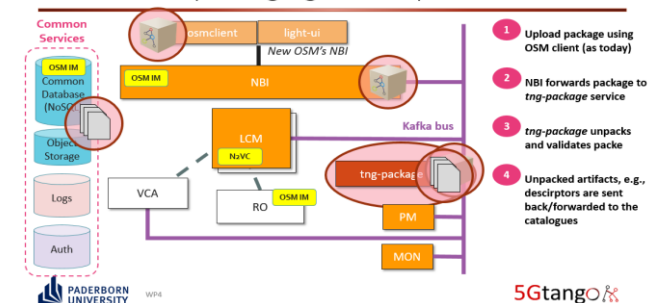 Common
Services
osmclient
light-ui
New OSM's NBI
OSM IM
Common
Database
(NoSQL
Object
Storage
Logs
Auth
OSM IM
NBI
LCM
N2VC
Kafka bus
tng-package
VCA
RO
OSM IM
PM
MON
1
Upload package using
OSM client (as today)
2
NBI forwards package to
tng-package service
3
tng-package unpacks
and validates packe
4
Unpacked artifacts, e.g.,
descirptors are sent
back/forwarded to the
catalogues
PADERBORN
UNIVERSITY
WP4
5Gtango